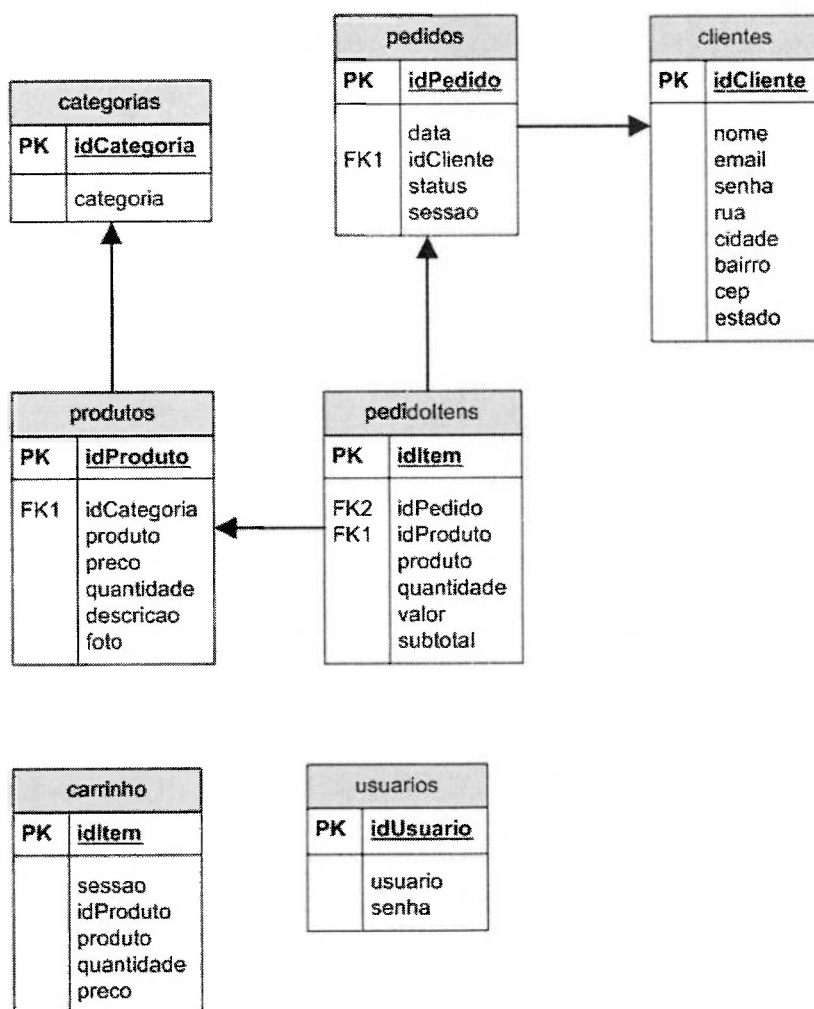 categorias
PK idCategoria
categoria
pedidos
PK idPedido
data
FK1 idCliente
status
sessao
clientes
PK idCliente
nome
email
senha
rua
cidade
bairro
cep
estado
produtos
PK idProduto
FK1 idCategoria
produto
preco
quantidade
descricao
foto
pedidoItens
PK idItem
FK2 idPedido
FK1 idProduto
produto
quantidade
valor
subtotal
carrinho
PK idItem
sessao
idProduto
produto
quantidade
preco
usuarios
PK idUsuario
usuario
senha